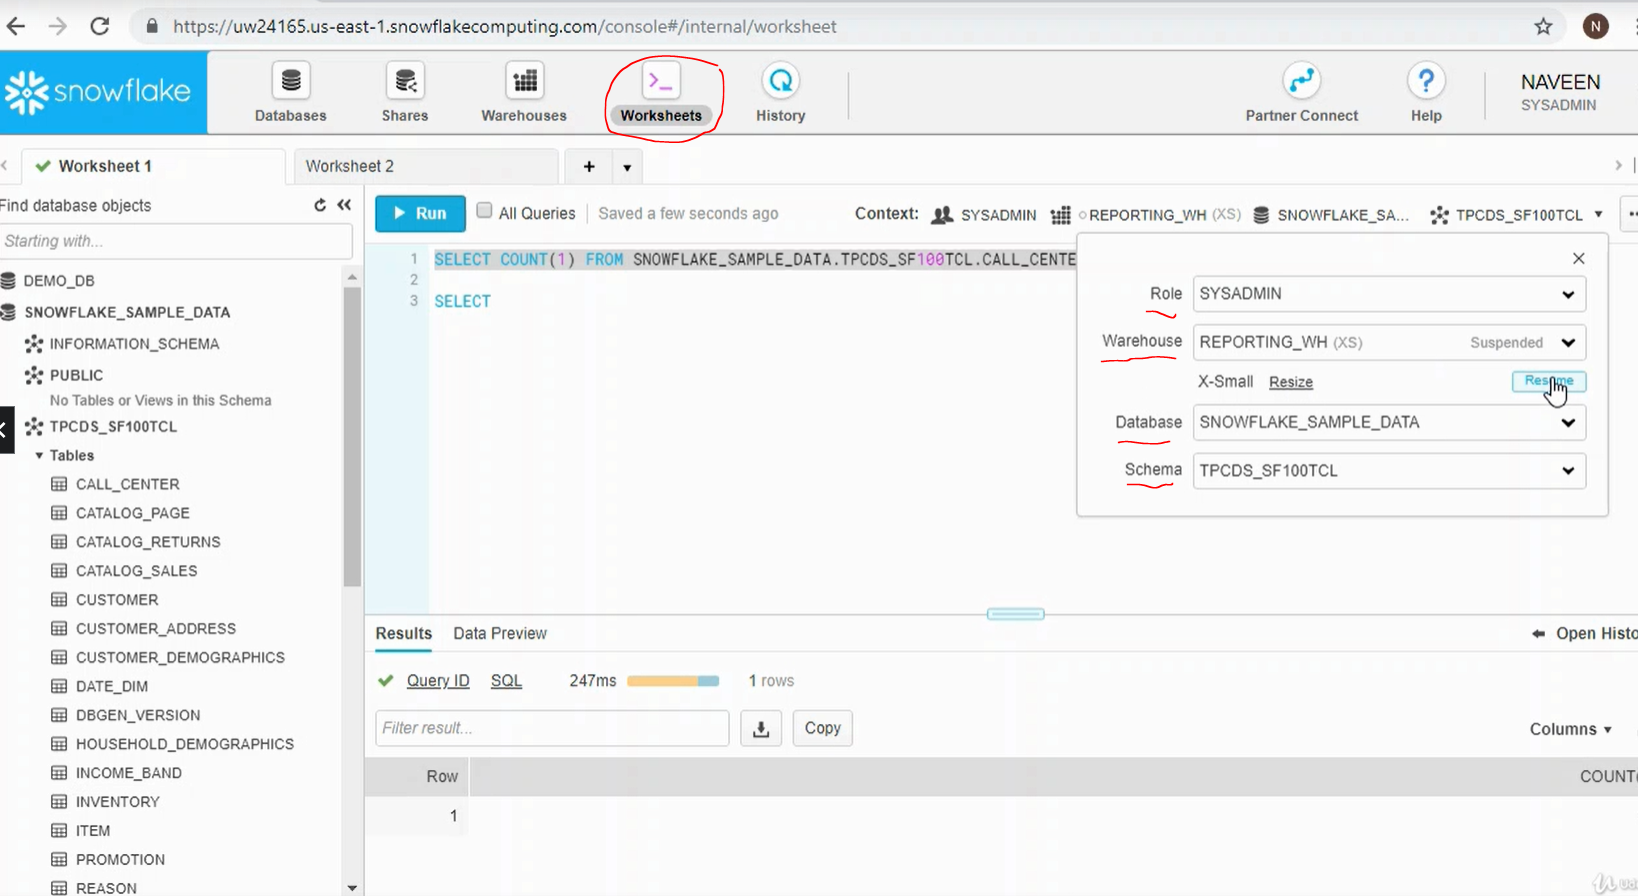 https://uw24165.us-east-1.snowflakecomputing.com/console#/internal/worksheet
N
snowflake
Databases
Shares
Warehouses
Worksheets
History
Partner Connect
Help
NAVEEN
SYSADMIN
Worksheet 1
Worksheet 2
Find database objects
Run
All Queries
Saved a few seconds ago
Context:
SYSADMIN
REPORTING_WH (XS)
SNOWFLAKE_SA...
TPCDS_SF100TCL
Starting with...
DEMO_DB
SNOWFLAKE_SAMPLE_DATA
INFORMATION_SCHEMA
PUBLIC
No Tables or Views in this Schema
TPCDS_SF100TCL
Tables
CALL_CENTER
CATALOG_PAGE
CATALOG_RETURNS
CATALOG_SALES
CUSTOMER
CUSTOMER_ADDRESS
CUSTOMER_DEMOGRAPHICS
DATE_DIM
DBGEN_VERSION
HOUSEHOLD_DEMOGRAPHICS
INCOME_BAND
INVENTORY
ITEM
PROMOTION
REASON
1 SELECT COUNT(1) FROM SNOWFLAKE_SAMPLE_DATA.TPCDS_SF100TCL.CALL_CENTE
2
3 SELECT
Role SYSADMIN
Warehouse REPORTING_WH (XS) Suspended
X-Small Resize
Database SNOWFLAKE_SAMPLE_DATA
Schema TPCDS_SF100TCL
Results Data Preview
Open Histo
Query ID SQL 247ms 1 rows
Filter result...
Copy
Columns
Row COUNT(
1